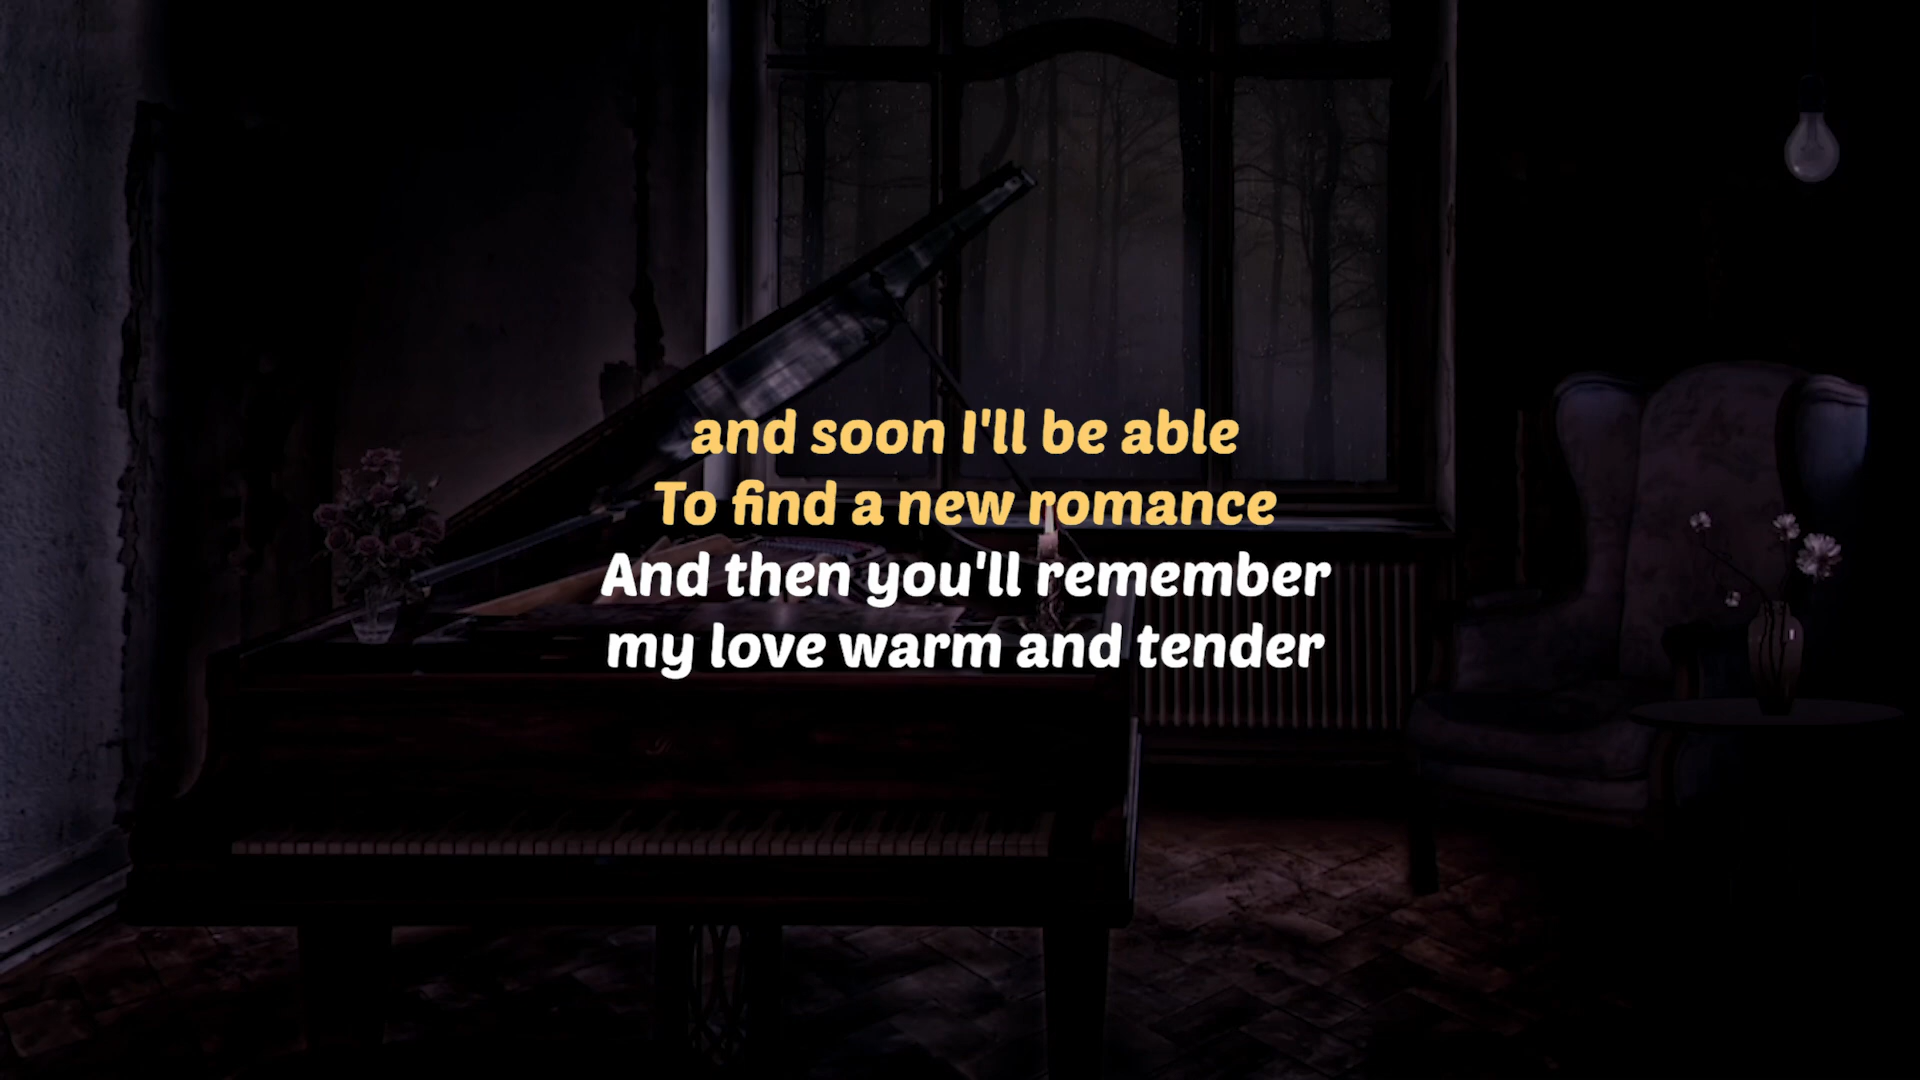 and soon I'll be able
To find a new romance
And then you'll remember
my love warm and tender